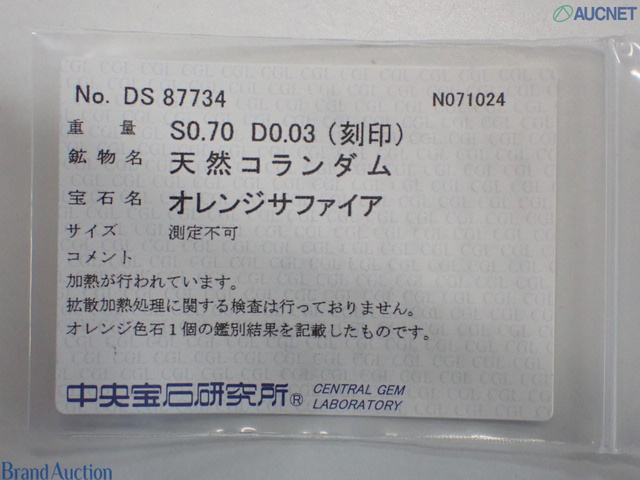 AUCNET
No. DS 87734 N071024
重量 S0.70 D0.03 (刻印)
鉱物名 天然コランダム
宝石名 オレンジサファイア
サイズ 測定不可
コメント
加熱が行われています。
拡散加熱処理に関する検査は行っておりません。
オレンジ色石1個の鑑別結果を記載したものです。
中央宝石研究所® CENTRAL GEM
LABORATORY
Brand Auction